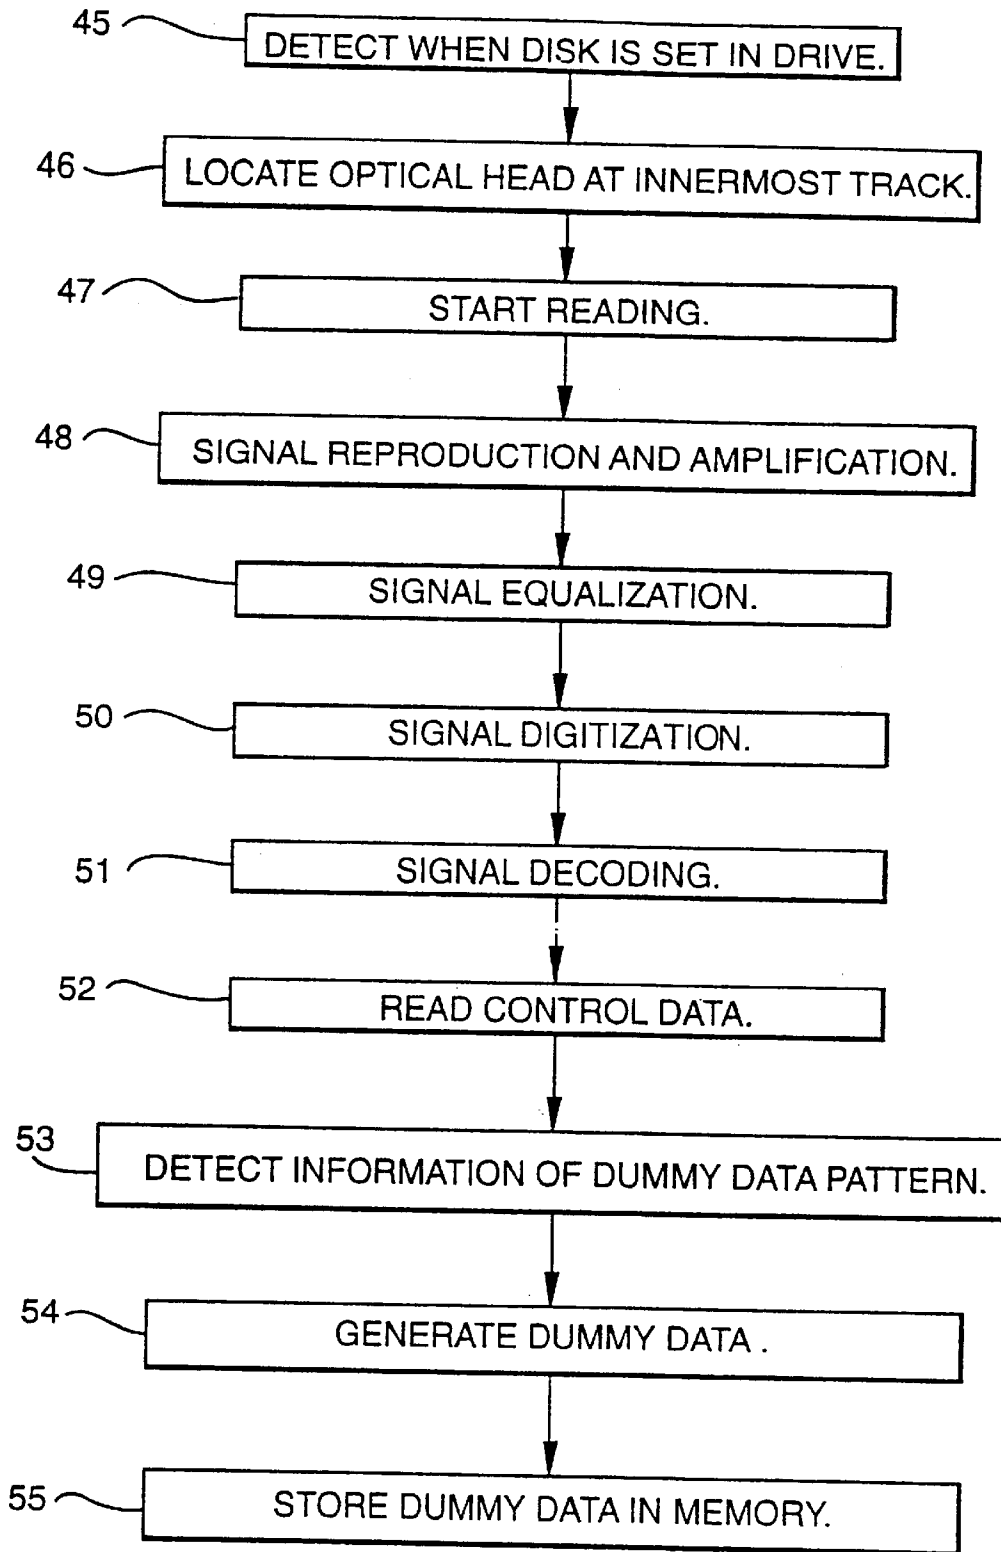 45
DETECT WHEN DISK IS SET IN DRIVE.
46
LOCATE OPTICAL HEAD AT INNERMOST TRACK.
47
START READING.
48
SIGNAL REPRODUCTION AND AMPLIFICATION.
49
SIGNAL EQUALIZATION.
50
SIGNAL DIGITIZATION.
51
SIGNAL DECODING.
52
READ CONTROL DATA.
53
DETECT INFORMATION OF DUMMY DATA PATTERN.
54
GENERATE DUMMY DATA .
55
STORE DUMMY DATA IN MEMORY.